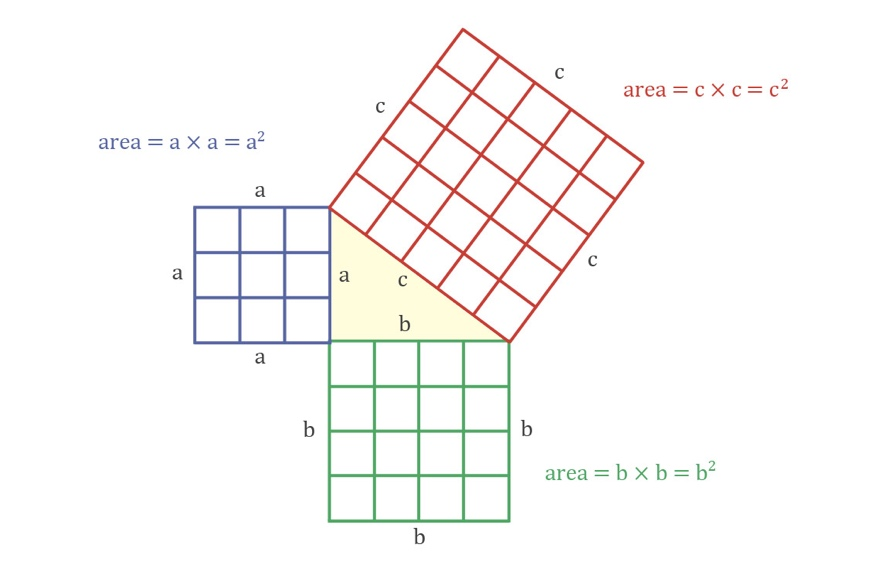 c
area = c × c = c²
c
area = a × a = a²
a
a
a
c
c
b
a
b
b
area = b × b = b²
b